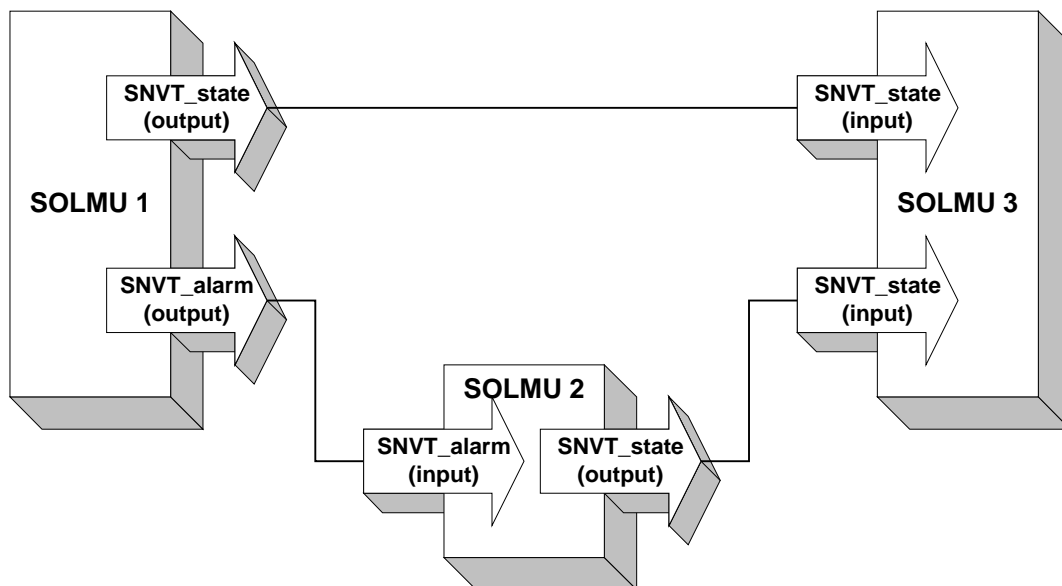 SNVT_state
(output)
SNVT_state
(input)
SOLMU 1
SOLMU 3
SNVT_alarm
(output)
SNVT_state
(input)
SOLMU 2
SNVT_alarm
(input)
SNVT_state
(output)